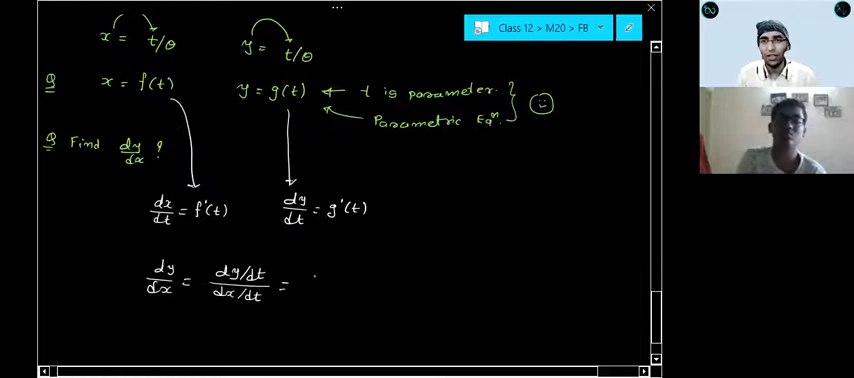 x = t/θ
y = t/θ
Class 12 > M20 > FB
Q x = f(t)
y = g(t) ← t is parameter.
Parametric Eqⁿ.
Q Find dy/dx ?
dx/dt = f'(t)
dy/dt = g'(t)
dy/dx = (dy/dt)/(dx/dt) =